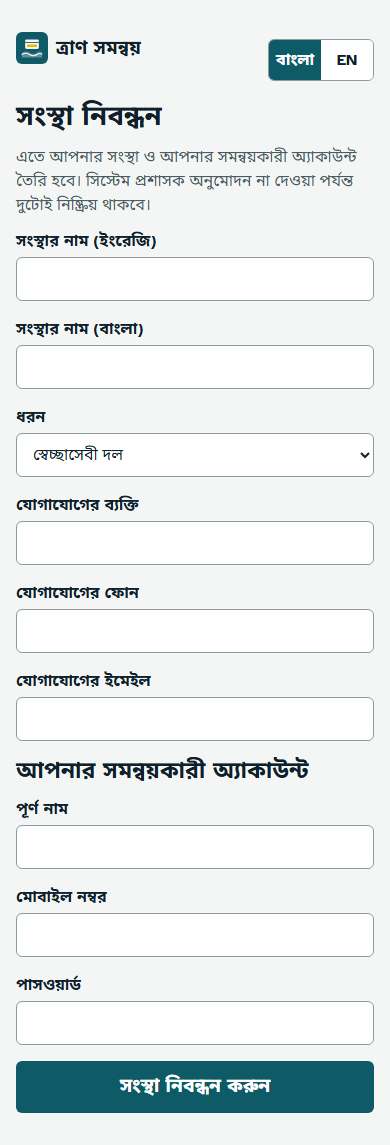 ত্রাণ সমন্বয়
বাংলা EN
সংস্থা নিবন্ধন
এতে আপনার সংস্থা ও আপনার সমন্বয়কারী অ্যাকাউন্ট
তৈরি হবে। সিস্টেম প্রশাসক অনুমোদন না দেওয়া পর্যন্ত
দুটোই নিষ্ক্রিয় থাকবে।
সংস্থার নাম (ইংরেজি)
সংস্থার নাম (বাংলা)
ধরন
স্বেচ্ছাসেবী দল
যোগাযোগের ব্যক্তি
যোগাযোগের ফোন
যোগাযোগের ইমেইল
আপনার সমন্বয়কারী অ্যাকাউন্ট
পূর্ণ নাম
মোবাইল নম্বর
পাসওয়ার্ড
সংস্থা নিবন্ধন করুন